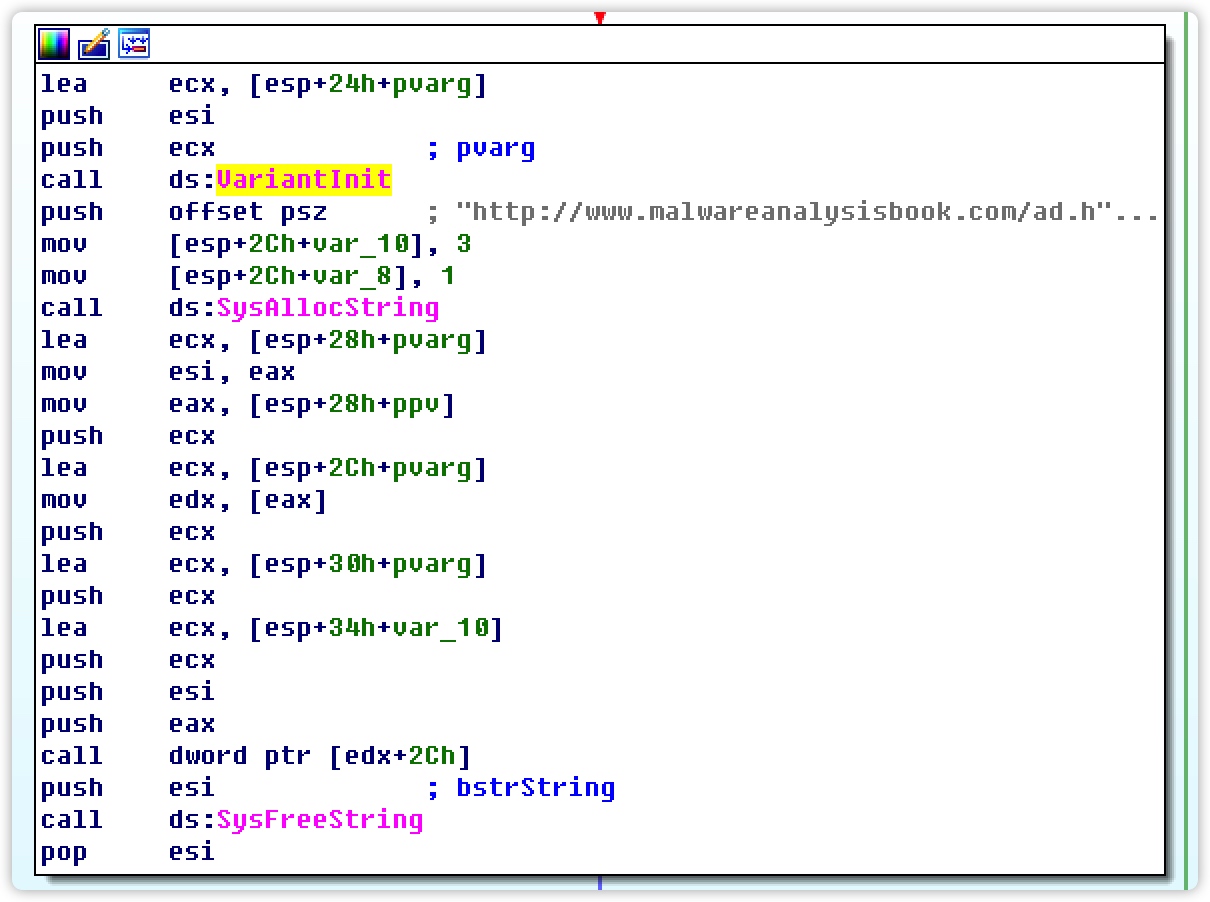 lea ecx, [esp+24h+pvarg]
push esi
push ecx ; pvarg
call ds:VariantInit
push offset psz ; "http://www.malwareanalysisbook.com/ad.h"...
mov [esp+2Ch+var_10], 3
mov [esp+2Ch+var_8], 1
call ds:SysAllocString
lea ecx, [esp+28h+pvarg]
mov esi, eax
mov eax, [esp+28h+ppv]
push ecx
lea ecx, [esp+2Ch+pvarg]
mov edx, [eax]
push ecx
lea ecx, [esp+30h+pvarg]
push ecx
lea ecx, [esp+34h+var_10]
push ecx
push esi
push eax
call dword ptr [edx+2Ch]
push esi ; bstrString
call ds:SysFreeString
pop esi